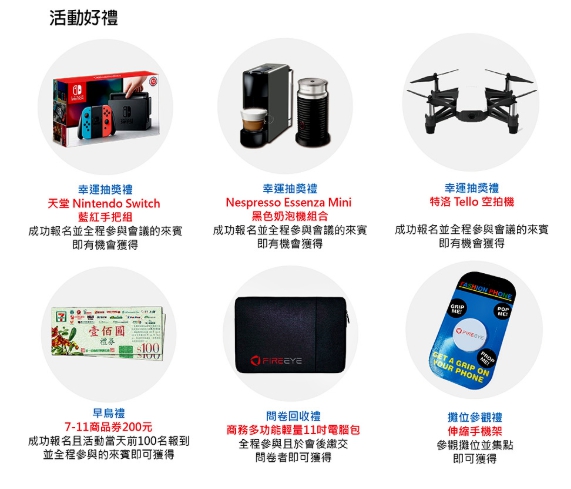 活動好禮
幸運抽獎禮
天堂 Nintendo Switch
藍紅手把組
成功報名並全程參與會議的來賓
即有機會獲得
幸運抽獎禮
Nespresso Essenza Mini
黑色奶泡機組合
成功報名並全程參與會議的來賓
即有機會獲得
幸運抽獎禮
特洛 Tello 空拍機
成功報名並全程參與會議的來賓
即有機會獲得
壹佰圓
禮券
$100
早鳥禮
7-11商品券200元
成功報名且活動當天前100名報到
並全程參與的來賓即可獲得
FIREEYE
問卷回收禮
商務多功能輕量11吋電腦包
全程參與且於會後繳交
問卷者即可獲得
FASHION PHONE
GRIP
ME!
POP
ME!
FIREEYE
PROP
ME!
GET A GRIP ON
YOUR PHONE
攤位參觀禮
伸縮手機架
參觀攤位並集點
即可獲得